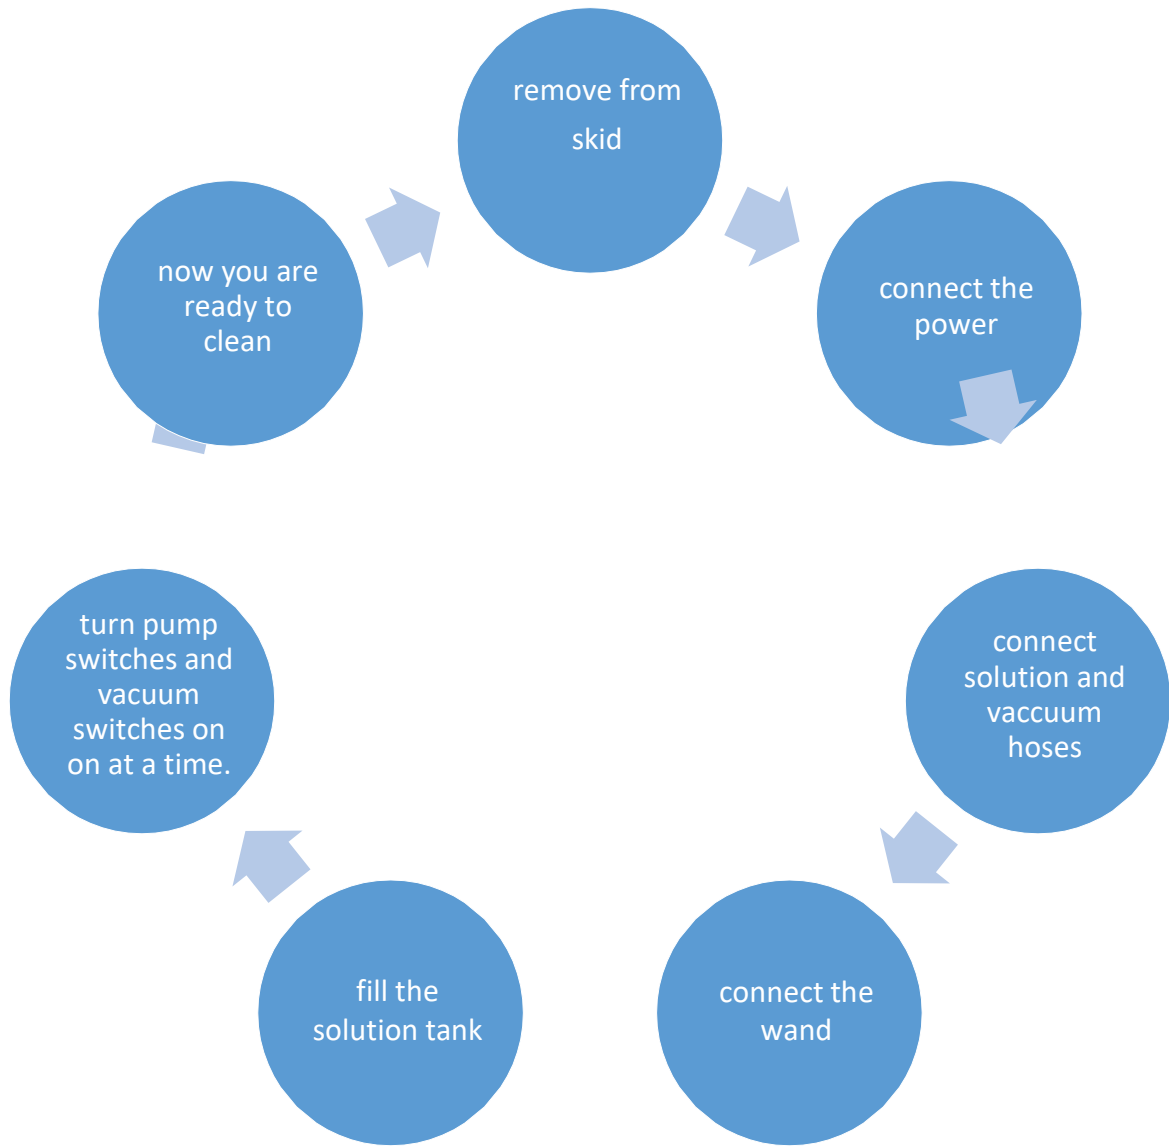 remove from
skid
connect the
power
connect
solution and
vaccuum
hoses
connect the
wand
fill the
solution tank
turn pump
switches and
vacuum
switches on
on at a time.
now you are
ready to
clean